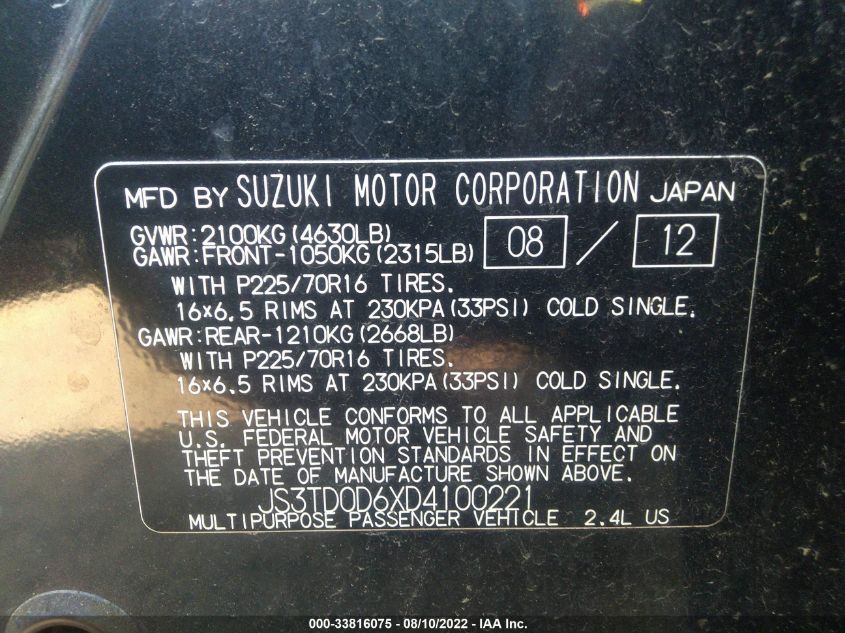 MFD BY SUZUKI MOTOR CORPORATION JAPAN
GVWR:2100KG(4630LB)
GAWR:FRONT-1050KG(2315LB) 08 / 12
WITH P225/70R16 TIRES.
16×6.5 RIMS AT 230KPA(33PSI) COLD SINGLE.
GAWR:REAR-1210KG(2668LB)
WITH P225/70R16 TIRES.
16×6.5 RIMS AT 230KPA(33PSI) COLD SINGLE.
THIS VEHICLE CONFORMS TO ALL APPLICABLE
U.S. FEDERAL MOTOR VEHICLE SAFETY AND
THEFT PREVENTION STANDARDS IN EFFECT ON
THE DATE OF MANUFACTURE SHOWN ABOVE.
JS3TD0D6XD4100221
MULTIPURPOSE PASSENGER VEHICLE 2.4L US
000-33816075 - 08/10/2022 - IAA Inc.